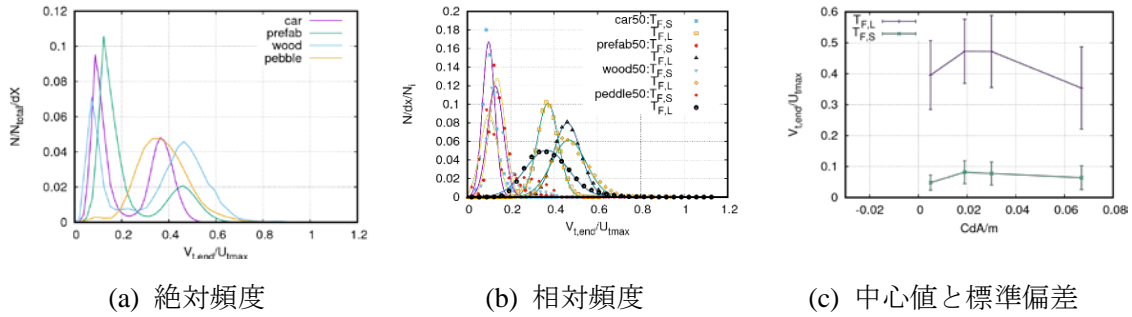 car
prefab
wood
pebble
N/N_total/dX
0.12
0.1
0.08
0.06
0.04
0.02
0
0 0.2 0.4 0.6 0.8 1 1.2
V_t,end/U_tmax
(a) 絶対頻度
car50:T_F,S
T_F,L
prefab50:T_F,S
T_F,L
wood50:T_F,S
T_F,L
peddle50:T_F,S
T_F,L
N/dx/N_i
0.2
0.18
0.16
0.14
0.12
0.1
0.08
0.06
0.04
0.02
0
0 0.2 0.4 0.6 0.8 1 1.2
V_t,end/U_tmax
(b) 相対頻度
T_F,L
T_F,S
V_t,end/U_tmax
0.6
0.5
0.4
0.3
0.2
0.1
0
-0.02 0 0.02 0.04 0.06 0.08
CdA/m
(c) 中心値と標準偏差